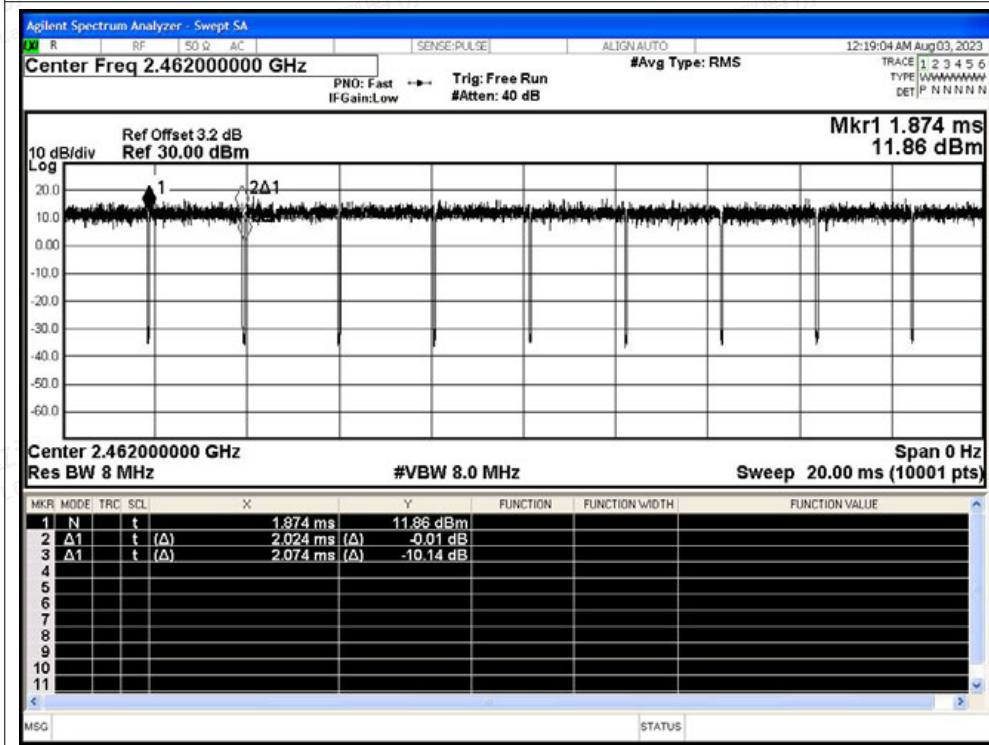 Agilent Spectrum Analyzer - Swept SA
R RF 50 Ω AC SENSE:PULSE ALIGN AUTO 12:19:04 AM Aug 03, 2023
Center Freq 2.462000000 GHz #Avg Type: RMS TRACE 1 2 3 4 5 6
PNO: Fast Trig: Free Run TYPE WWWWWW
IFGain:Low #Atten: 40 dB DET P N N N N N
Mkr1 1.874 ms
Ref Offset 3.2 dB
10 dB/div Ref 30.00 dBm 11.86 dBm
Log
20.0
1 2Δ1
10.0
0.00
-10.0
-20.0
-30.0
-40.0
-50.0
-60.0
Center 2.462000000 GHz Span 0 Hz
Res BW 8 MHz #VBW 8.0 MHz Sweep 20.00 ms (10001 pts)
MKR MODE TRC SCL X Y FUNCTION FUNCTION WIDTH FUNCTION VALUE
1 N t 1.874 ms 11.86 dBm
2 Δ1 t (Δ) 2.024 ms (Δ) -0.01 dB
3 Δ1 t (Δ) 2.074 ms (Δ) -10.14 dB
4
5
6
7
8
9
10
11
MSG STATUS